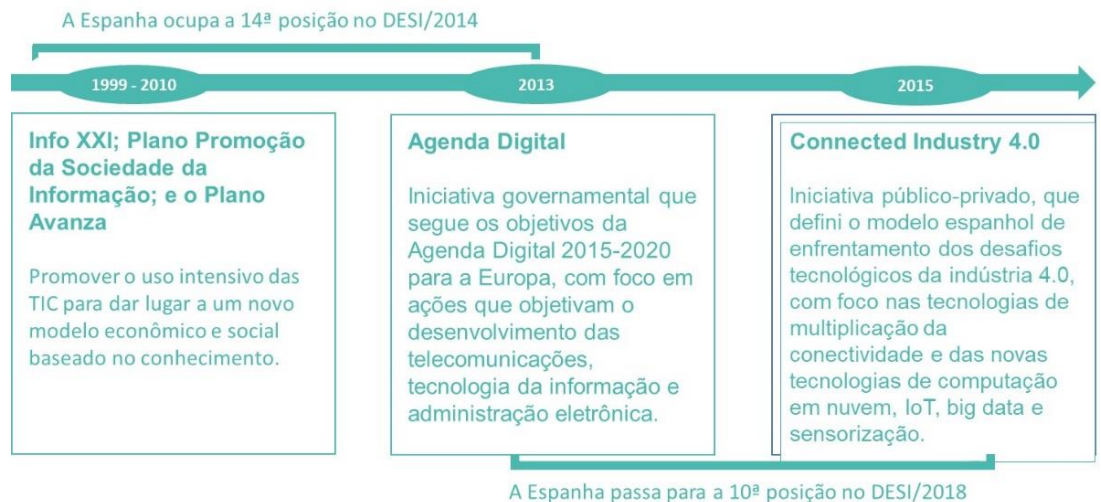 A Espanha ocupa a 14ª posição no DESI/2014
1999 - 2010
2013
2015
Info XXI; Plano Promoção
da Sociedade da
Informação; e o Plano
Avanza
Promover o uso intensivo das
TIC para dar lugar a um novo
modelo econômico e social
baseado no conhecimento.
Agenda Digital
Iniciativa governamental que
segue os objetivos da
Agenda Digital 2015-2020
para a Europa, com foco em
ações que objetivam o
desenvolvimento das
telecomunicações,
tecnologia da informação e
administração eletrônica.
Connected Industry 4.0
Iniciativa público-privado, que
defini o modelo espanhol de
enfrentamento dos desafios
tecnológicos da indústria 4.0,
com foco nas tecnologias de
multiplicação da
conectividade e das novas
tecnologias de computação
em nuvem, IoT, big data e
sensorização.
A Espanha passa para a 10ª posição no DESI/2018